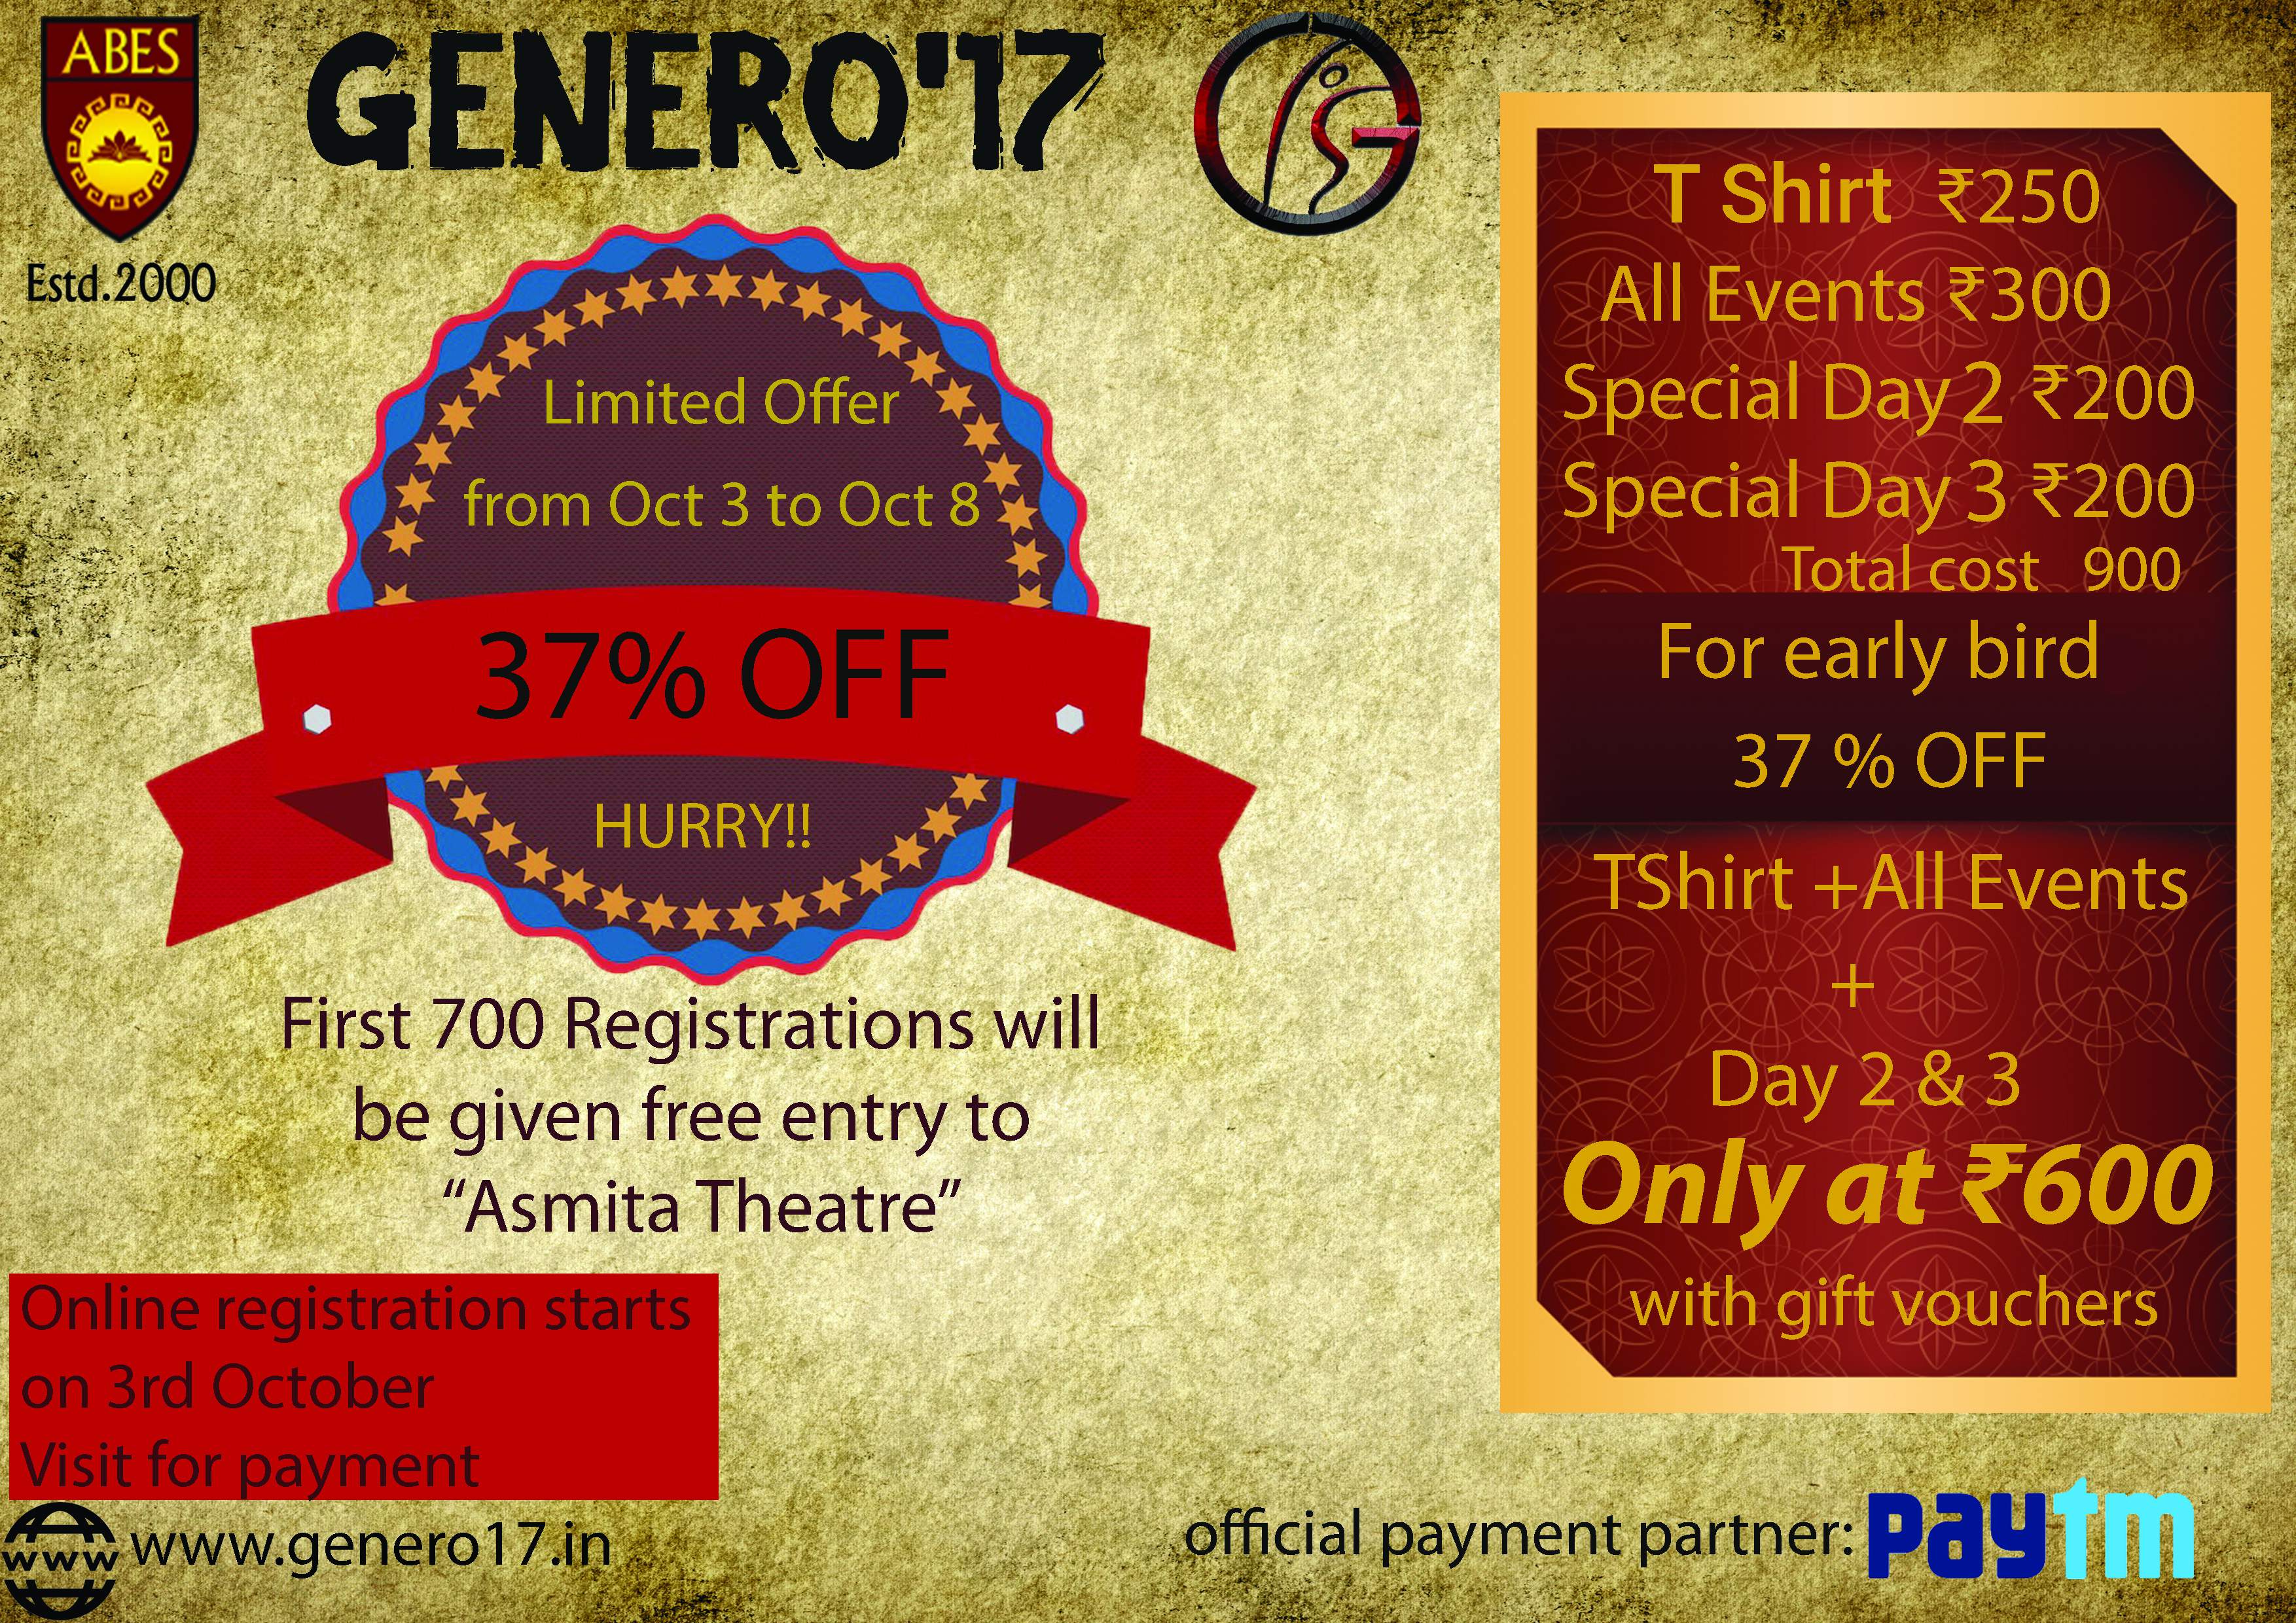 ABES
Estd.2000
GENERO'17
Limited Offer
from Oct 3 to Oct 8
37% OFF
HURRY!!
First 700 Registrations will
be given free entry to
“Asmita Theatre”
Online registration starts
on 3rd October
Visit for payment
www
www.genero17.in
T Shirt ₹250
All Events ₹300
Special Day 2 ₹200
Special Day 3 ₹200
Total cost 900
For early bird
37 % OFF
TShirt +All Events
+
Day 2 & 3
Only at ₹600
with gift vouchers
official payment partner: paytm